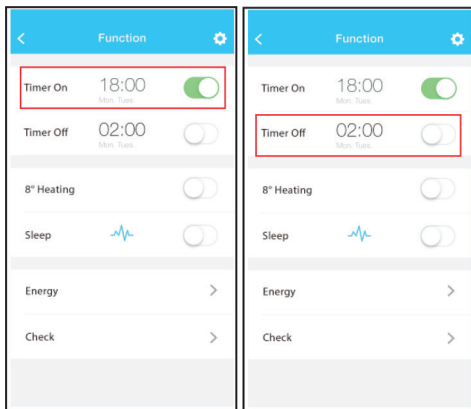 Function
Timer On 18:00
Mon. Tues.
Timer Off 02:00
Mon. Tues.
8° Heating
Sleep
Energy
Check
Function
Timer On 18:00
Mon. Tues.
Timer Off 02:00
Mon. Tues.
8° Heating
Sleep
Energy
Check